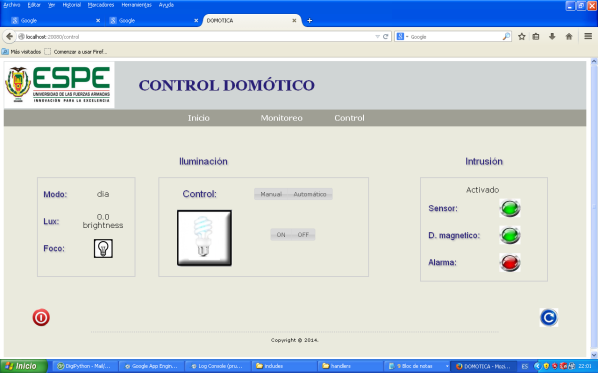 Archivo Editar Ver Historial Marcadores Herramientas Ayuda
Google
Google
DOMOTICA
localhost:20080/control
Google
Más visitados
Comenzar a usar Firef...
ESPE
UNIVERSIDAD DE LAS FUERZAS ARMADAS
INNOVACIÓN PARA LA EXCELENCIA
CONTROL DOMÓTICO
Inicio Monitoreo Control
Iluminación
Intrusión
Modo: dia
Lux: 0.0 brightness
Foco:
Control:
Manual Automático
ON OFF
Activado
Sensor:
D. magnetico:
Alarma:
Copyright © 2014.
Inicio
DigiPython - Mail/...
Google App Engin...
Log Console (pru...
includes
handlers
9 Bloc de notas
DOMOTICA - Mozi...
ES
22:01